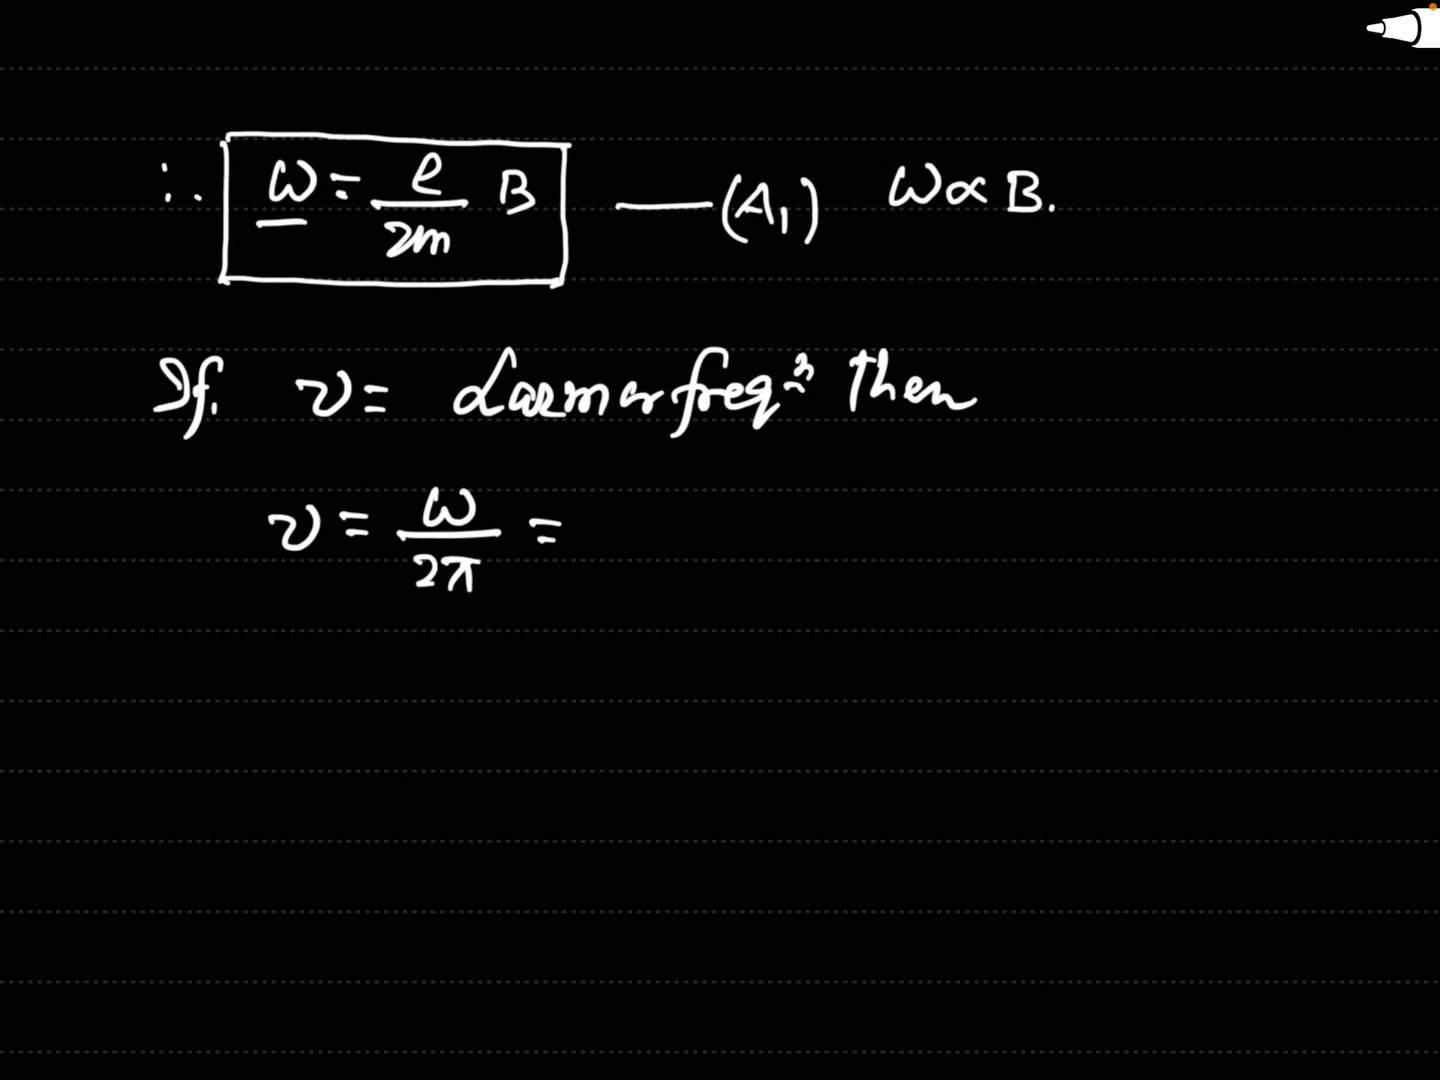 ∴ ω = e/2m B — (A₁) ω ∝ B.
If ν = Larmor freqⁿ then
ν = ω/2π =